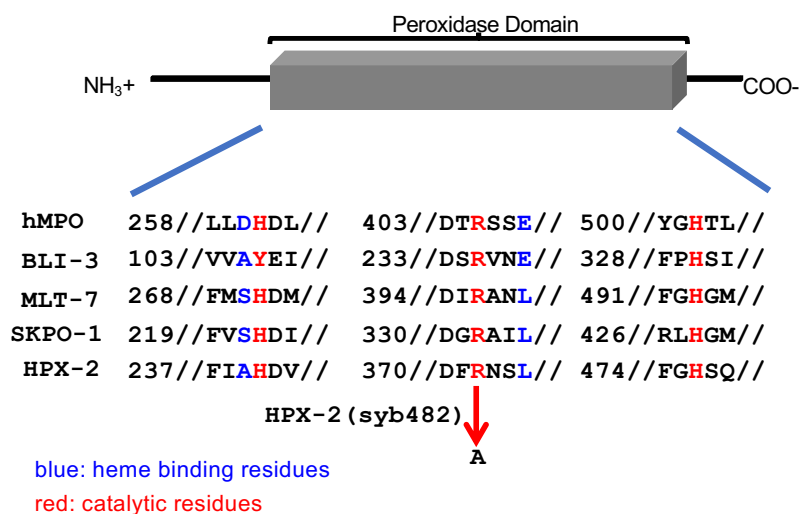 Peroxidase Domain
NH₃+
COO-
hMPO 258//LLDHDL// 403//DTRSSE// 500//YGHTL//
BLI-3 103//VVAYEI// 233//DSRVNE// 328//FPHSI//
MLT-7 268//FMSHDM// 394//DIRANL// 491//FGHGM//
SKPO-1 219//FVSHDI// 330//DGRAIL// 426//RLHGM//
HPX-2 237//FIAHDV// 370//DFRNSL// 474//FGHSQ//
HPX-2(syb482)
A
blue: heme binding residues
red: catalytic residues